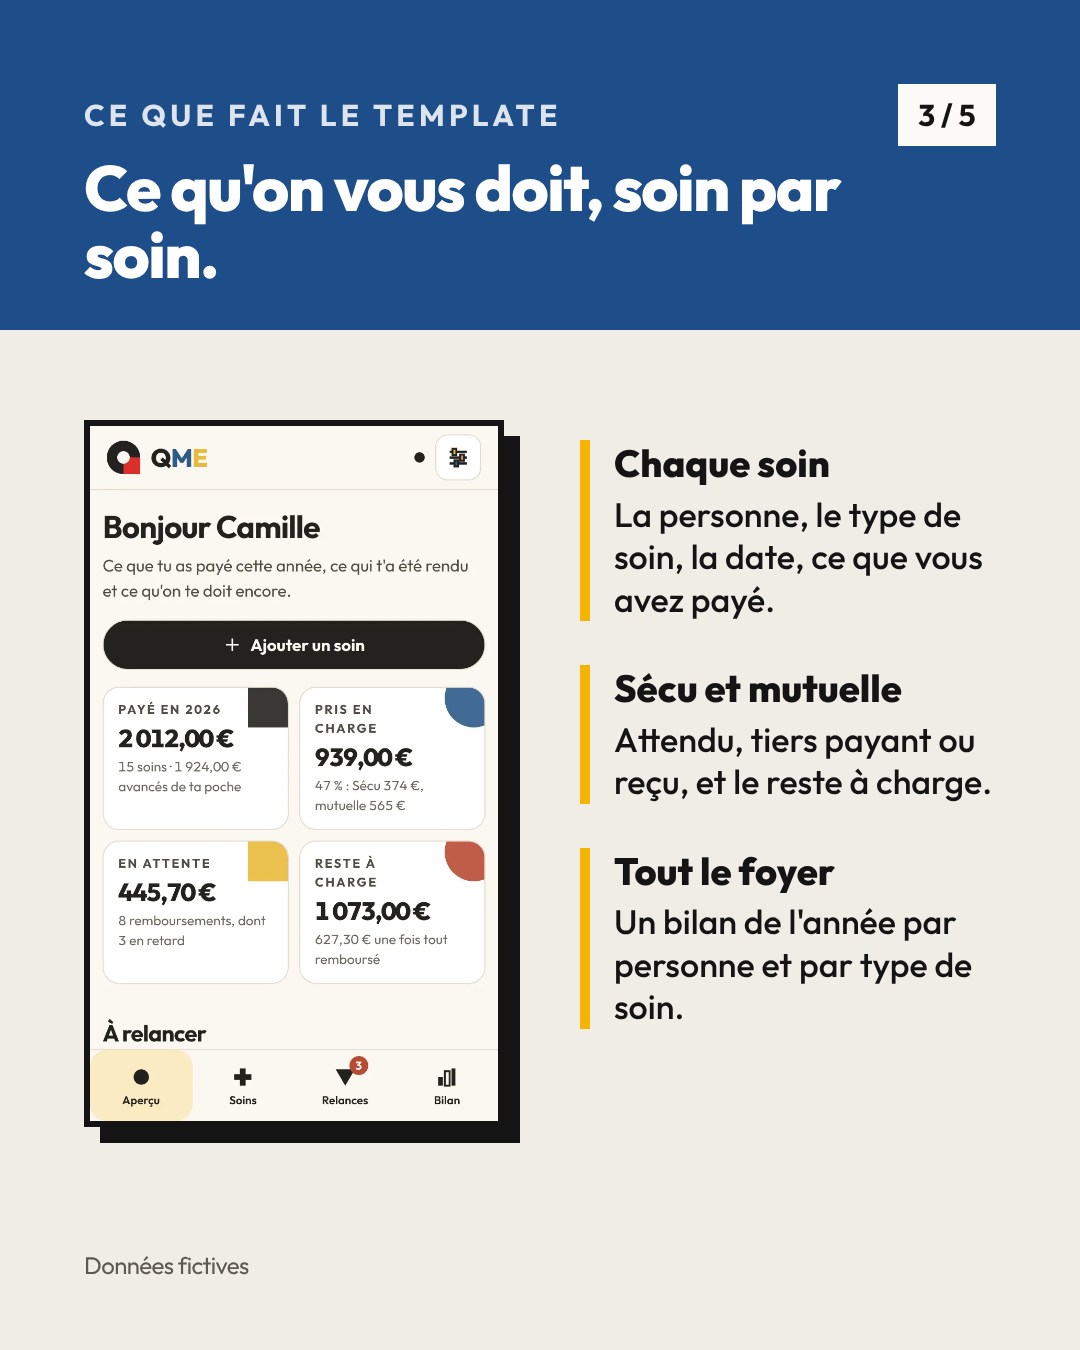 CE QUE FAIT LE TEMPLATE
3 / 5
Ce qu'on vous doit, soin par
soin.
QME
Bonjour Camille
Ce que tu as payé cette année, ce qui t'a été rendu
et ce qu'on te doit encore.
+ Ajouter un soin
PAYÉ EN 2026
2 012,00 €
15 soins · 1 924,00 €
avancés de ta poche
PRIS EN
CHARGE
939,00 €
47 % : Sécu 374 €,
mutuelle 565 €
EN ATTENTE
445,70 €
8 remboursements, dont
3 en retard
RESTE À
CHARGE
1 073,00 €
627,30 € une fois tout
remboursé
À relancer
3
Aperçu
Soins
Relances
Bilan
Chaque soin
La personne, le type de
soin, la date, ce que vous
avez payé.
Sécu et mutuelle
Attendu, tiers payant ou
reçu, et le reste à charge.
Tout le foyer
Un bilan de l'année par
personne et par type de
soin.
Données fictives